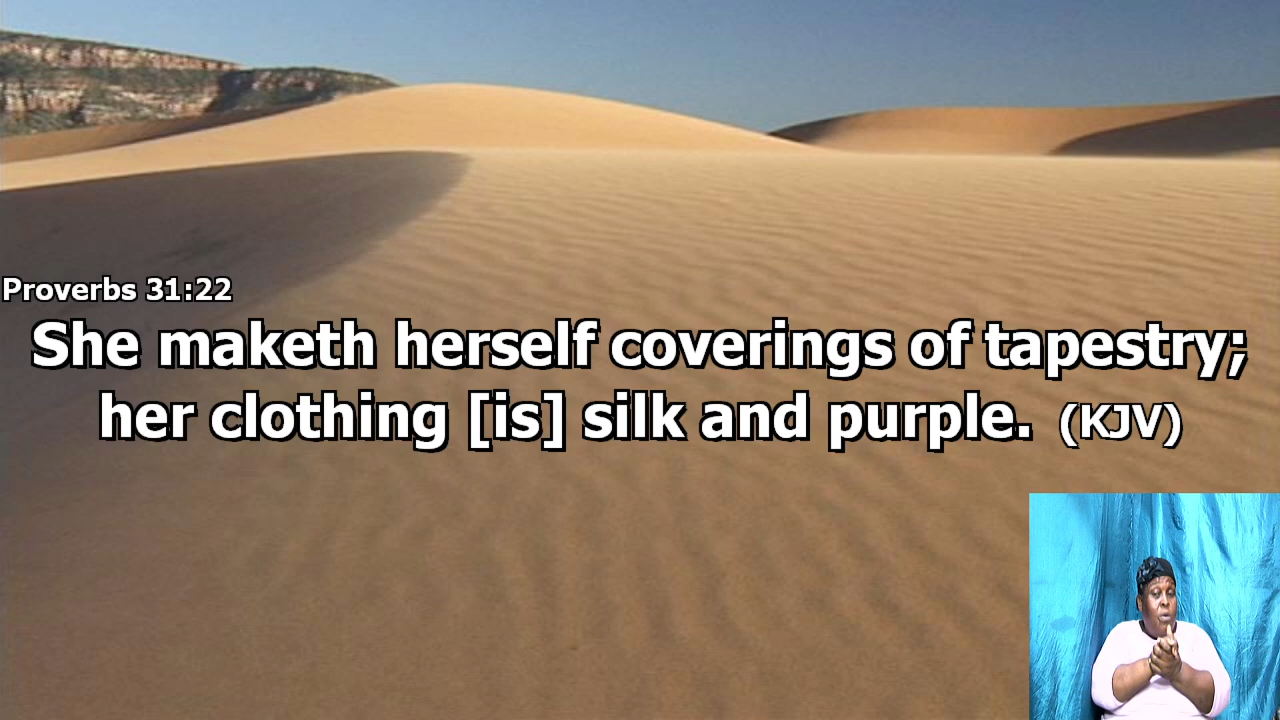 Proverbs 31:22
She maketh herself coverings of tapestry;
her clothing [is] silk and purple. (KJV)